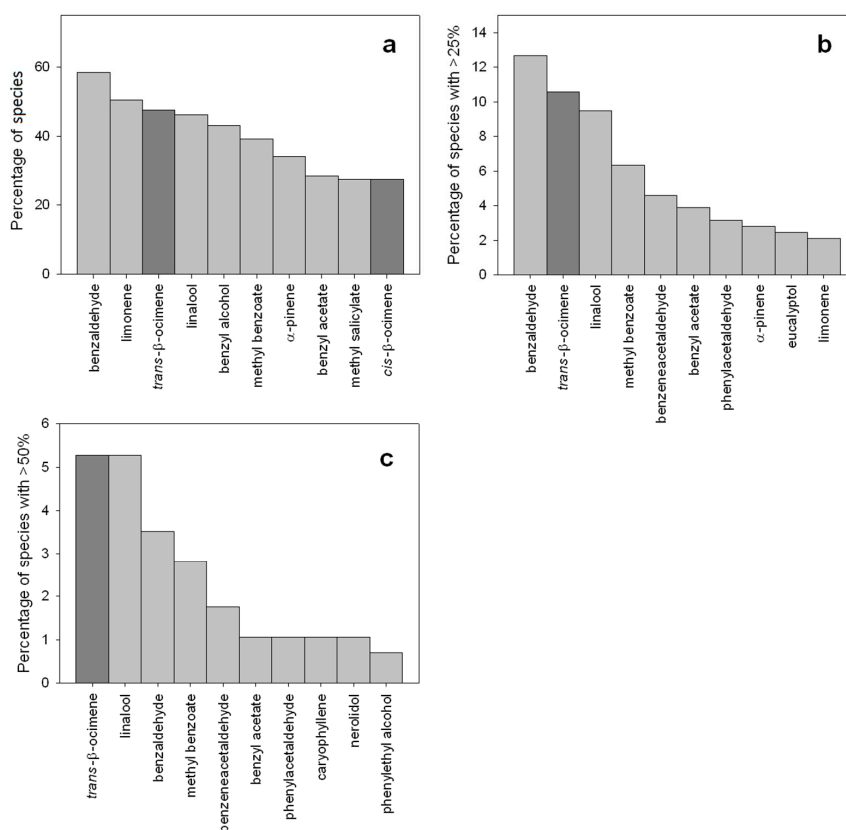 a
Percentage of species
60
40
20
0
benzaldehyde
limonene
trans-β-ocimene
linalool
benzyl alcohol
methyl benzoate
α-pinene
benzyl acetate
methyl salicylate
cis-β-ocimene
b
Percentage of species with >25%
14
12
10
8
6
4
2
0
benzaldehyde
trans-β-ocimene
linalool
methyl benzoate
benzeneacetaldehyde
benzyl acetate
phenylacetaldehyde
α-pinene
eucalyptol
limonene
c
Percentage of species with >50%
6
5
4
3
2
1
0
trans-β-ocimene
linalool
benzaldehyde
methyl benzoate
benzeneacetaldehyde
benzyl acetate
phenylacetaldehyde
caryophyllene
nerolidol
phenylethyl alcohol